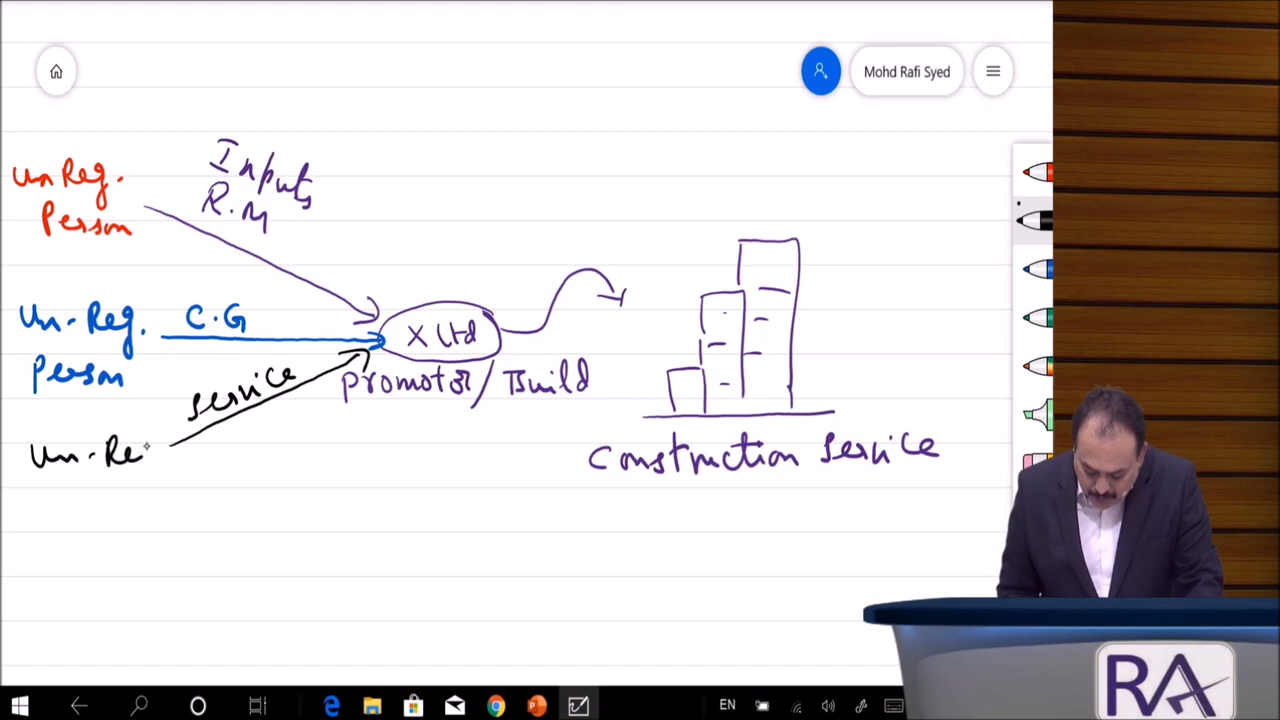 Mohd Rafi Syed
Inputs
R.M
Un Reg.
Person
Un-Reg.
Person
C.G
X Ltd
Promotor/Build
service
Un-Re
Construction service
RA
EN